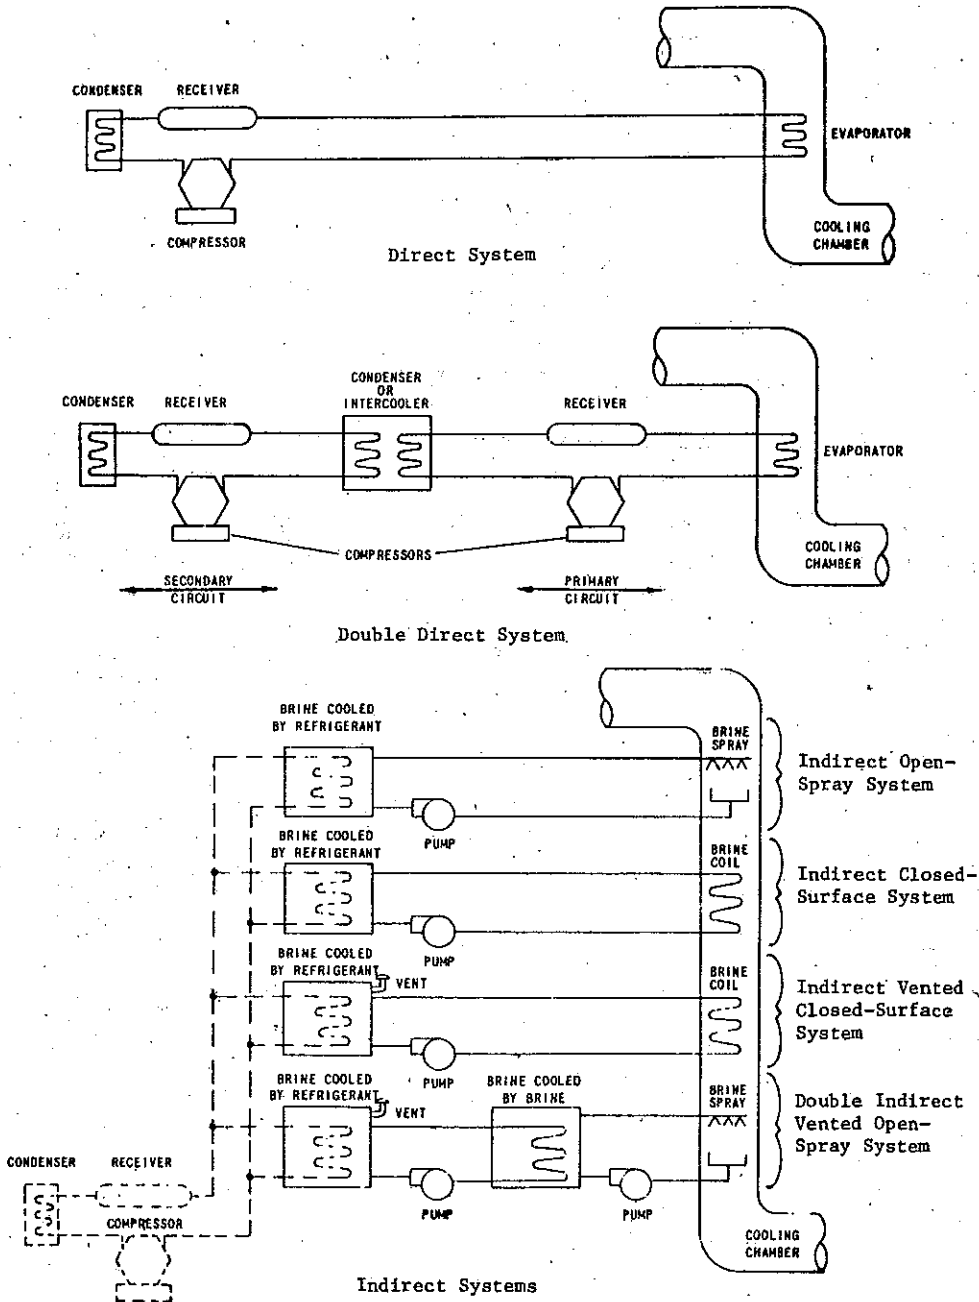 CONDENSER
RECEIVER
EVAPORATOR
COMPRESSOR
COOLING
CHAMBER
Direct System
CONDENSER
RECEIVER
CONDENSER
OR
INTERCOOLER
RECEIVER
EVAPORATOR
COMPRESSORS
COOLING
CHAMBER
SECONDARY
CIRCUIT
PRIMARY
CIRCUIT
Double Direct System
BRINE COOLED
BY REFRIGERANT
BRINE
SPRAY
PUMP
Indirect Open-
Spray System
BRINE COOLED
BY REFRIGERANT
BRINE
COIL
PUMP
Indirect Closed-
Surface System
BRINE COOLED
BY REFRIGERANT
VENT
BRINE
COIL
PUMP
Indirect Vented
Closed-Surface
System
BRINE COOLED
BY REFRIGERANT
VENT
BRINE COOLED
BY BRINE
BRINE
SPRAY
PUMP
PUMP
Double Indirect
Vented Open-
Spray System
CONDENSER
RECEIVER
COMPRESSOR
COOLING
CHAMBER
Indirect Systems